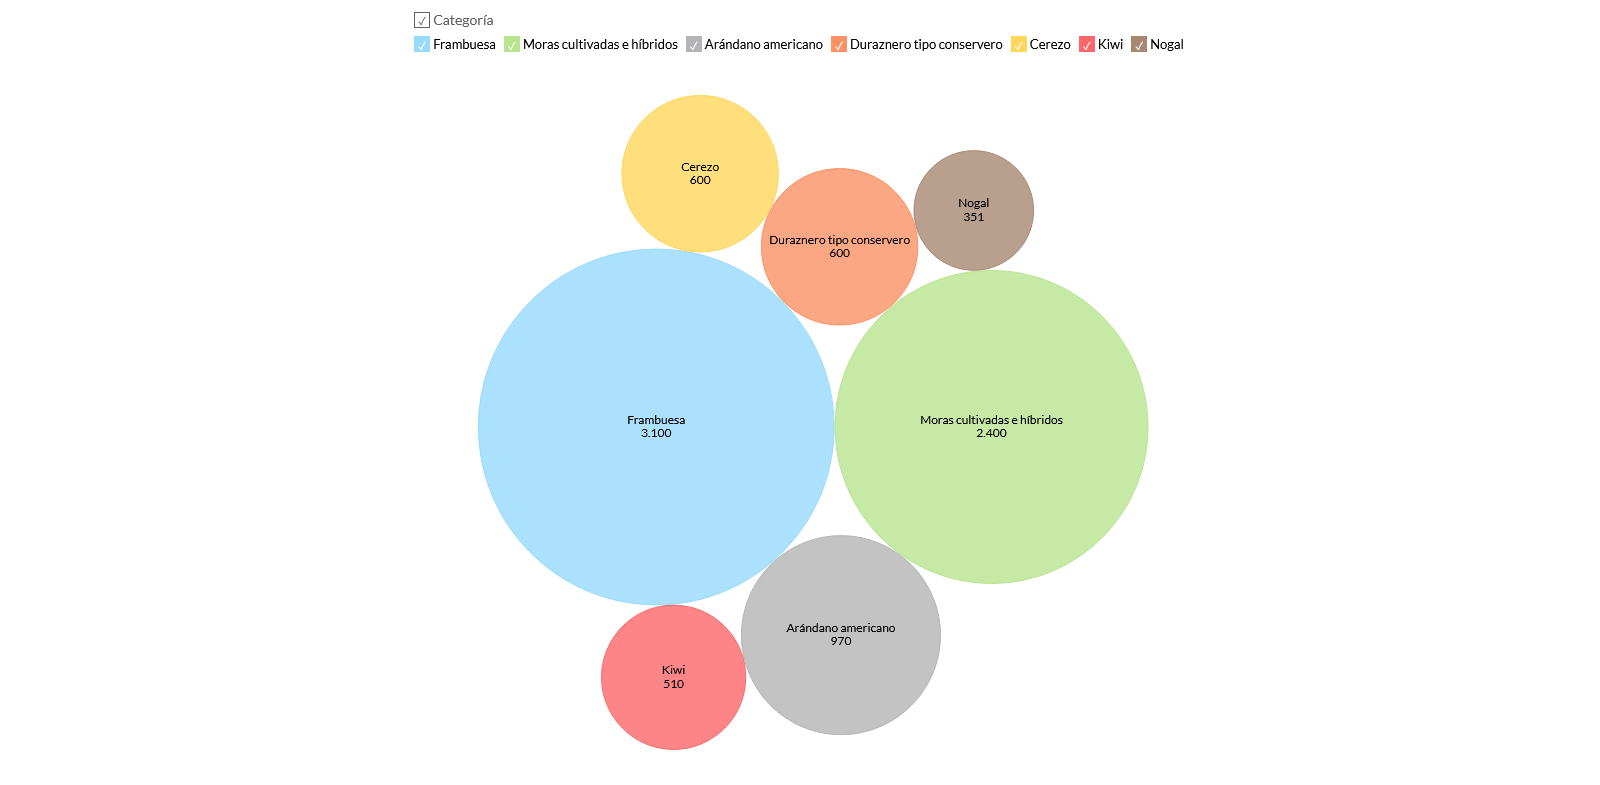 Categoría
Frambuesa Moras cultivadas e híbridos Arándano americano Duraznero tipo conservero Cerezo Kiwi Nogal
Cerezo
600
Nogal
351
Duraznero tipo conservero
600
Frambuesa
3.100
Moras cultivadas e híbridos
2.400
Arándano americano
970
Kiwi
510